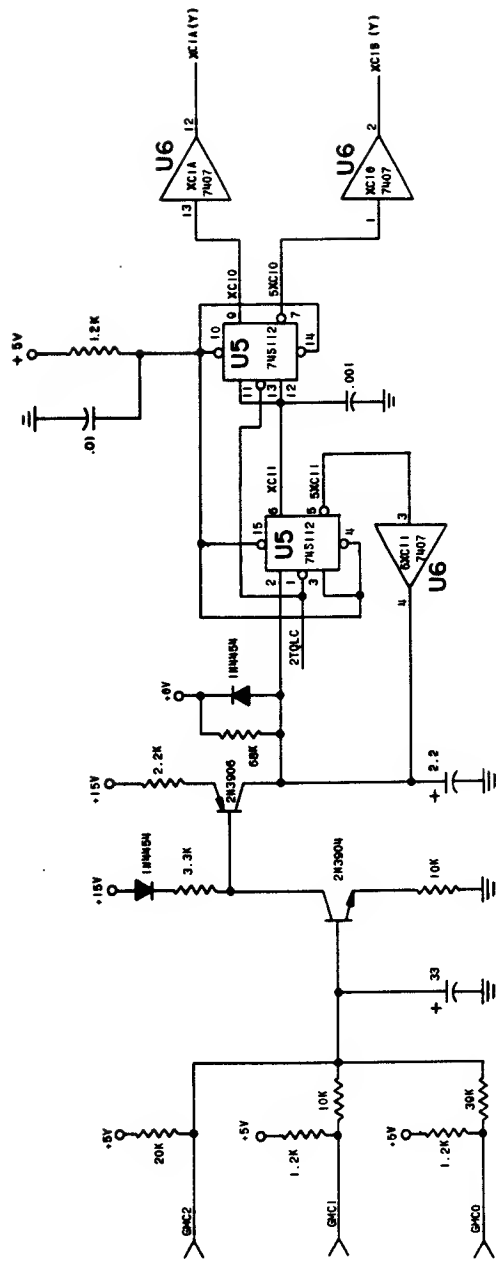 +5V
20K
GMC2
+5V
1.2K
10K
GMC1
+5V
1.2K
39K
GMC0
+
33
+15V
1N4454
3.3K
2N3904
10K
+15V
2.2K
2N3906
68K
+6V
1N4454
+
2.2
2TQLC
2
1
3
15
U5
74S112
6
5
4
XC11
5XC11
3
6XC11
7407
4
U6
.001
+5V
1.2K
.01
11
13
12
10
U5
74S112
9
7
14
XC10
5XC10
13
XC1A
7407
U6
12
XC1A(Y)
1
XC1B
7407
U6
2
XC1B (Y)